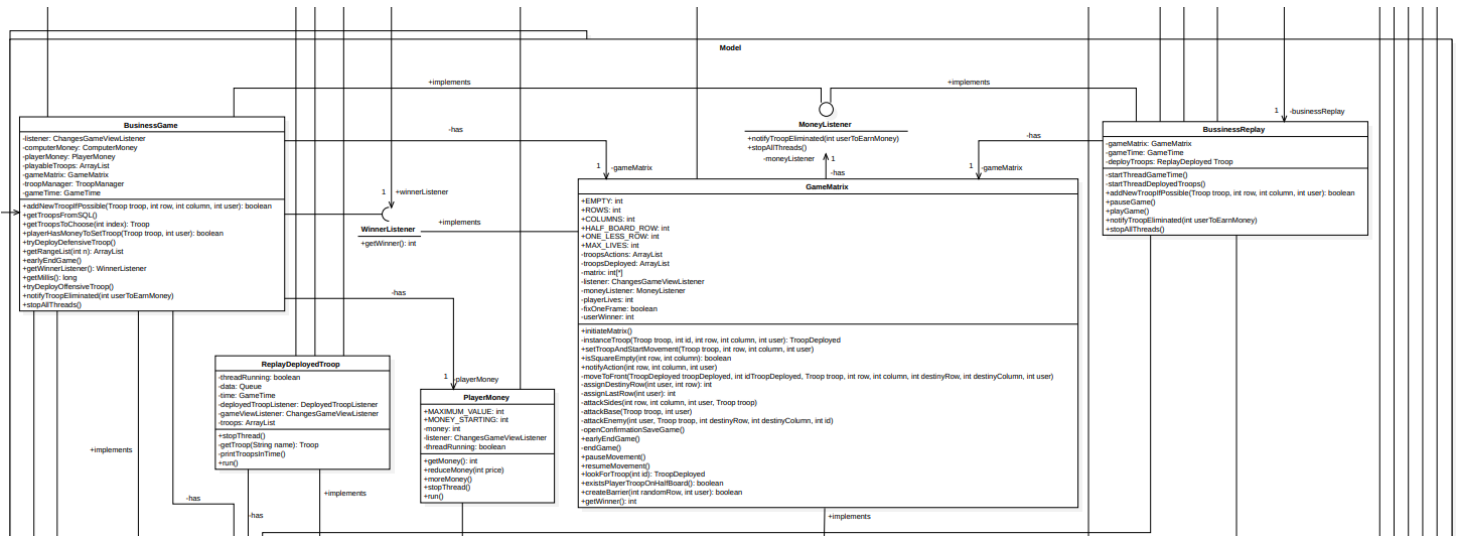 Model
+implements
+implements
MoneyListener
+notifyTroopEliminated(int userToEarnMoney)
+stopAllThreads()
-moneyListener
1
-has
BusinessGame
-listener: ChangesGameViewListener
-computerMoney: ComputerMoney
-playerMoney: PlayerMoney
-playableTroops: ArrayList
-gameMatrix: GameMatrix
-troopManager: TroopManager
-gameTime: GameTime
+addNewTroopIfPossible(Troop troop, int row, int column, int user): boolean
+getTroopsFromSQL()
+getTroopsToChoose(int index): Troop
+playerHasMoneyToSetTroop(Troop troop, int user): boolean
+tryDeployDefensiveTroop()
+getRangeList(int n): ArrayList
+earlyEndGame()
+getWinnerListener(): WinnerListener
+getMillis(): long
+tryDeployOffensiveTroop()
+notifyTroopEliminated(int userToEarnMoney)
+stopAllThreads()
-has
1
-gameMatrix
1
+winnerListener
WinnerListener
+getWinner(): int
+implements
-has
1
-playerMoney
1
-businessReplay
BussinessReplay
-gameMatrix: GameMatrix
-gameTime: GameTime
-deployTroops: ReplayDeployed Troop
-startThreadGameTime()
-startThreadDeployedTroops()
+addNewTroopIfPossible(Troop troop, int row, int column, int user): boolean
+pauseGame()
+playGame()
+notifyTroopEliminated(int userToEarnMoney)
+stopAllThreads()
-has
1
-gameMatrix
GameMatrix
+EMPTY: int
+ROWS: int
+COLUMNS: int
+HALF_BOARD_ROW: int
+ONE_LESS_ROW: int
+MAX_LIVES: int
-troopsActions: ArrayList
-troopsDeployed: ArrayList
-matrix: int[*]
-listener: ChangesGameViewListener
-moneyListener: MoneyListener
-playerLives: int
-fixOneFrame: boolean
-userWinner: int
+initiateMatrix()
-instanceTroop(Troop troop, int id, int row, int column, int user): TroopDeployed
+setTroopAndStartMovement(Troop troop, int row, int column, int user)
+isSquareEmpty(int row, int column): boolean
+notifyAction(int row, int column, int user)
-moveToFront(TroopDeployed troopDeployed, int idTroopDeployed, Troop troop, int row, int column, int destinyRow, int destinyColumn, int user)
-assignDestinyRow(int user, int row): int
-assignLastRow(int user): int
-attackSides(int row, int column, int user, Troop troop)
-attackBase(Troop troop, int user)
-attackEnemy(int user, Troop troop, int destinyRow, int destinyColumn, int id)
-openConfirmationSaveGame()
+earlyEndGame()
-endGame()
+pauseMovement()
+resumeMovement()
+lookForTroop(int id): TroopDeployed
+existsPlayerTroopOnHalfBoard(): boolean
+createBarrier(int randomRow, int user): boolean
+getWinner(): int
+implements
ReplayDeployedTroop
-threadRunning: boolean
-data: Queue
-time: GameTime
-deployedTroopListener: DeployedTroopListener
-gameViewListener: ChangesGameViewListener
-troops: ArrayList
+stopThread()
-getTroop(String name): Troop
-printTroopsInTime()
+run()
PlayerMoney
+MAXIMUM_VALUE: int
+MONEY_STARTING: int
-money: int
-listener: ChangesGameViewListener
-threadRunning: boolean
+getMoney(): int
+reduceMoney(int price)
+moreMoney()
+stopThread()
+run()
+implements
-has
-has
+implements